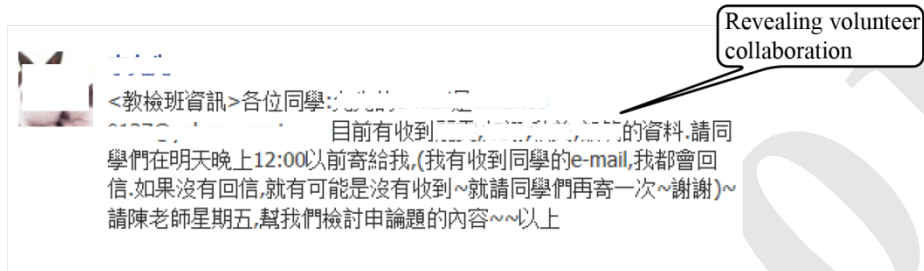 Revealing volunteer
collaboration
<教檢班資訊>各位同學:
目前有收到的資料.請同
學們在明天晚上12:00以前寄給我,(我有收到同學的e-mail,我都會回
信.如果沒有回信,就有可能是沒有收到~就請同學們再寄一次~謝謝)~
請陳老師星期五,幫我們檢討申論題的內容~~以上